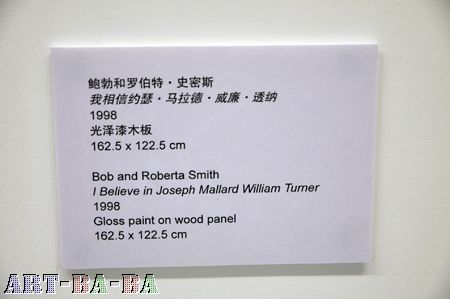 鲍勃和罗伯特·史密斯
我相信约瑟·马拉德·威廉·透纳
1998
光泽漆木板
162.5 x 122.5 cm
Bob and Roberta Smith
I Believe in Joseph Mallard William Turner
1998
Gloss paint on wood panel
162.5 x 122.5 cm
ART-BA-BA